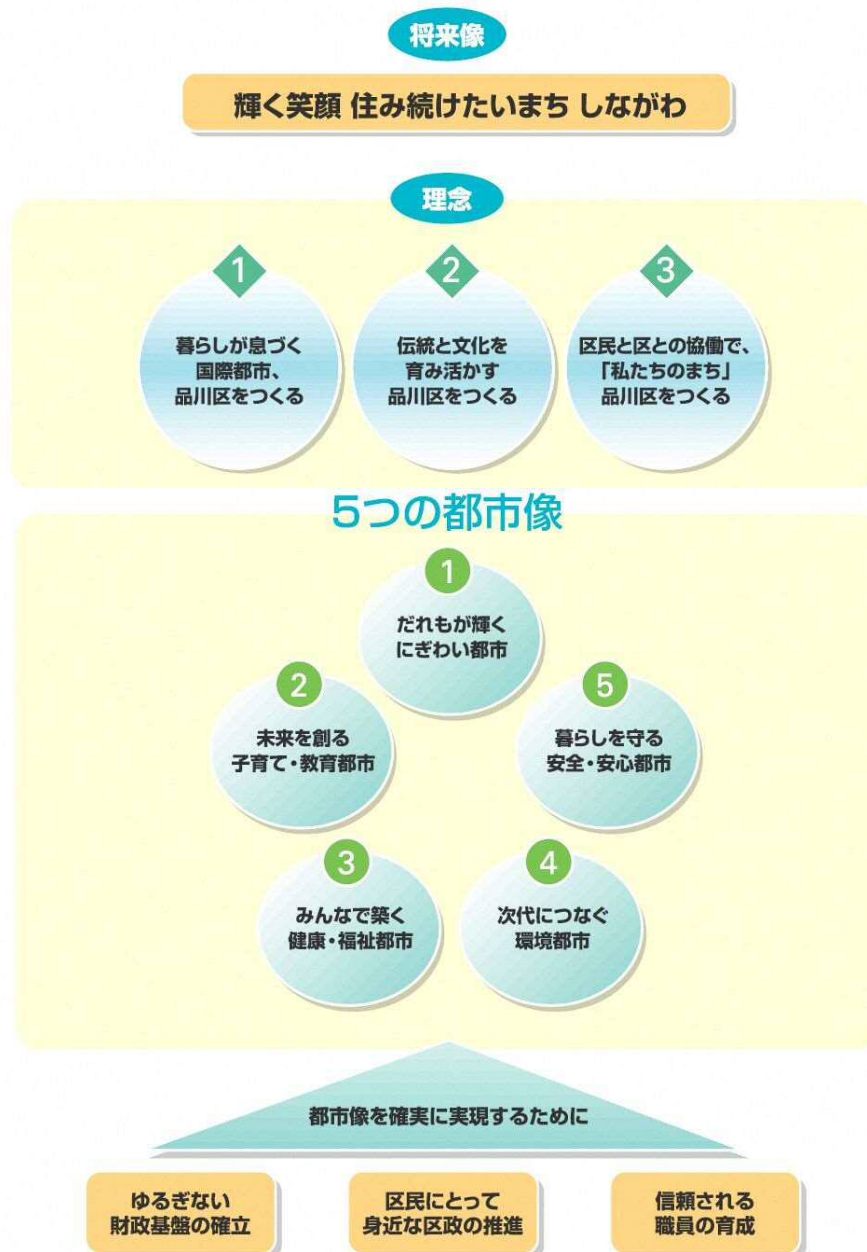 将来像
輝く笑顔 住み続けたいまち しながわ
理念
1
暮らしが息づく
国際都市、
品川区をつくる
2
伝統と文化を
育み活かす
品川区をつくる
3
区民と区との協働で、
「私たちのまち」
品川区をつくる
5つの都市像
1
だれもが輝く
にぎわい都市
2
未来を創る
子育て・教育都市
3
みんなで築く
健康・福祉都市
4
次代につなぐ
環境都市
5
暮らしを守る
安全・安心都市
都市像を確実に実現するために
ゆるぎない
財政基盤の確立
区民にとって
身近な区政の推進
信頼される
職員の育成